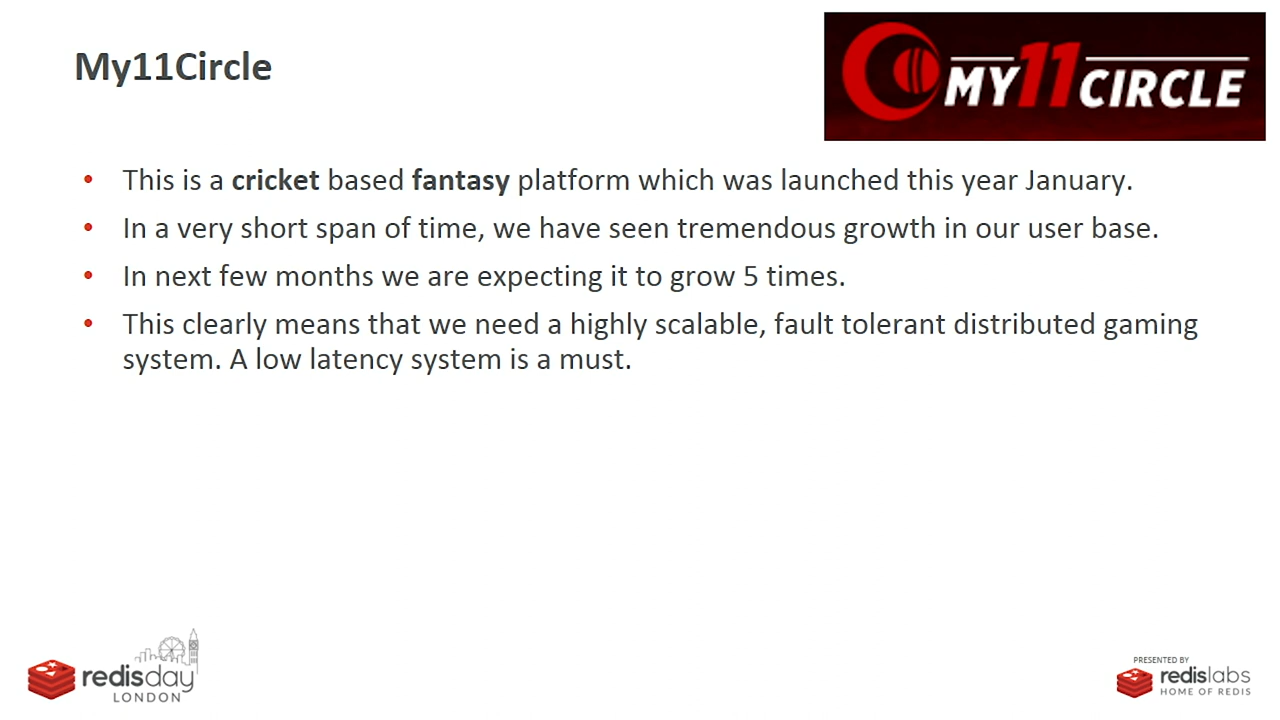 My11Circle
MY11CIRCLE
• This is a cricket based fantasy platform which was launched this year January.
• In a very short span of time, we have seen tremendous growth in our user base.
• In next few months we are expecting it to grow 5 times.
• This clearly means that we need a highly scalable, fault tolerant distributed gaming
system. A low latency system is a must.
redisday
LONDON
PRESENTED BY
redislabs
HOME OF REDIS